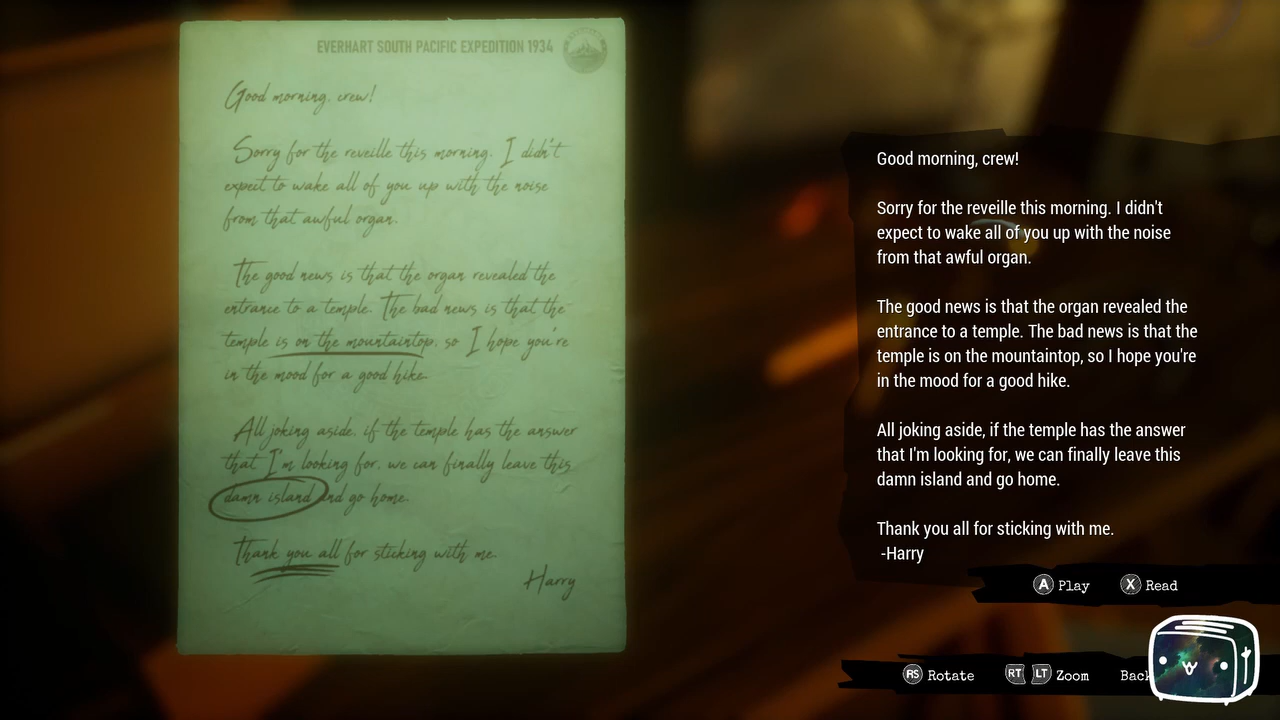 EVERHART SOUTH PACIFIC EXPEDITION 1934
Good morning, crew!
Sorry for the reveille this morning. I didn't
expect to wake all of you up with the noise
from that awful organ.
The good news is that the organ revealed the
entrance to a temple. The bad news is that the
temple is on the mountaintop, so I hope you're
in the mood for a good hike.
All joking aside, if the temple has the answer
that I'm looking for, we can finally leave this
damn island and go home.
Thank you all for sticking with me.
Harry
Good morning, crew!
Sorry for the reveille this morning. I didn't
expect to wake all of you up with the noise
from that awful organ.
The good news is that the organ revealed the
entrance to a temple. The bad news is that the
temple is on the mountaintop, so I hope you're
in the mood for a good hike.
All joking aside, if the temple has the answer
that I'm looking for, we can finally leave this
damn island and go home.
Thank you all for sticking with me.
-Harry
A Play X Read
RS Rotate RT LT Zoom Back